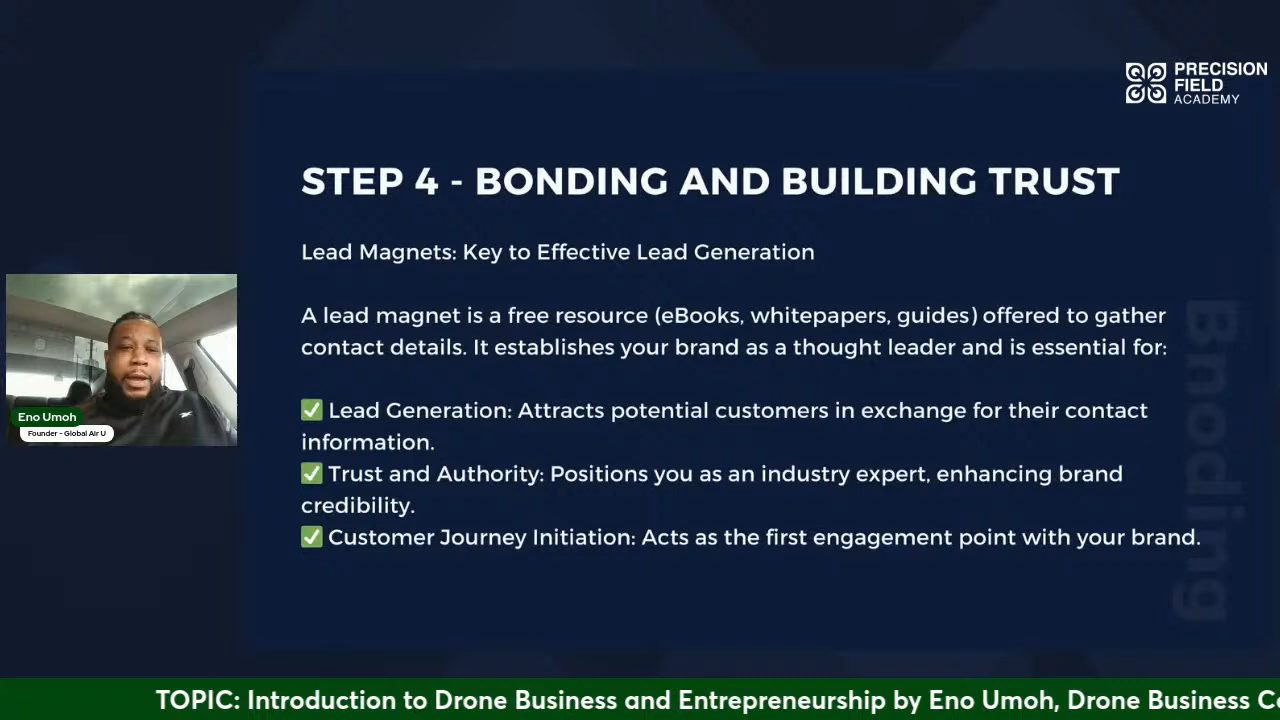 PRECISION
FIELD
ACADEMY
STEP 4 - BONDING AND BUILDING TRUST
Lead Magnets: Key to Effective Lead Generation
A lead magnet is a free resource (eBooks, whitepapers, guides) offered to gather
contact details. It establishes your brand as a thought leader and is essential for:
✅ Lead Generation: Attracts potential customers in exchange for their contact
information.
✅ Trust and Authority: Positions you as an industry expert, enhancing brand
credibility.
✅ Customer Journey Initiation: Acts as the first engagement point with your brand.
Bnoding
Eno Umoh
Founder - Global Air U
TOPIC: Introduction to Drone Business and Entrepreneurship by Eno Umoh, Drone Business